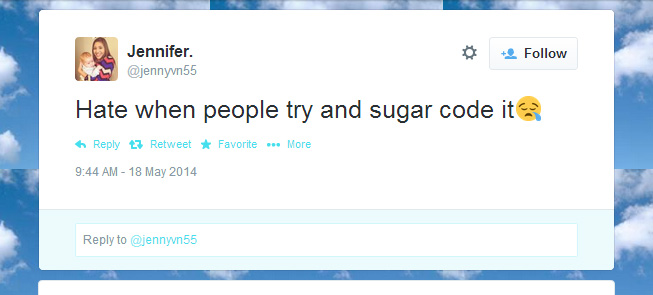 Jennifer.
@jennyvn55
Follow
Hate when people try and sugar code it😪
Reply Retweet Favorite More
9:44 AM - 18 May 2014
Reply to @jennyvn55